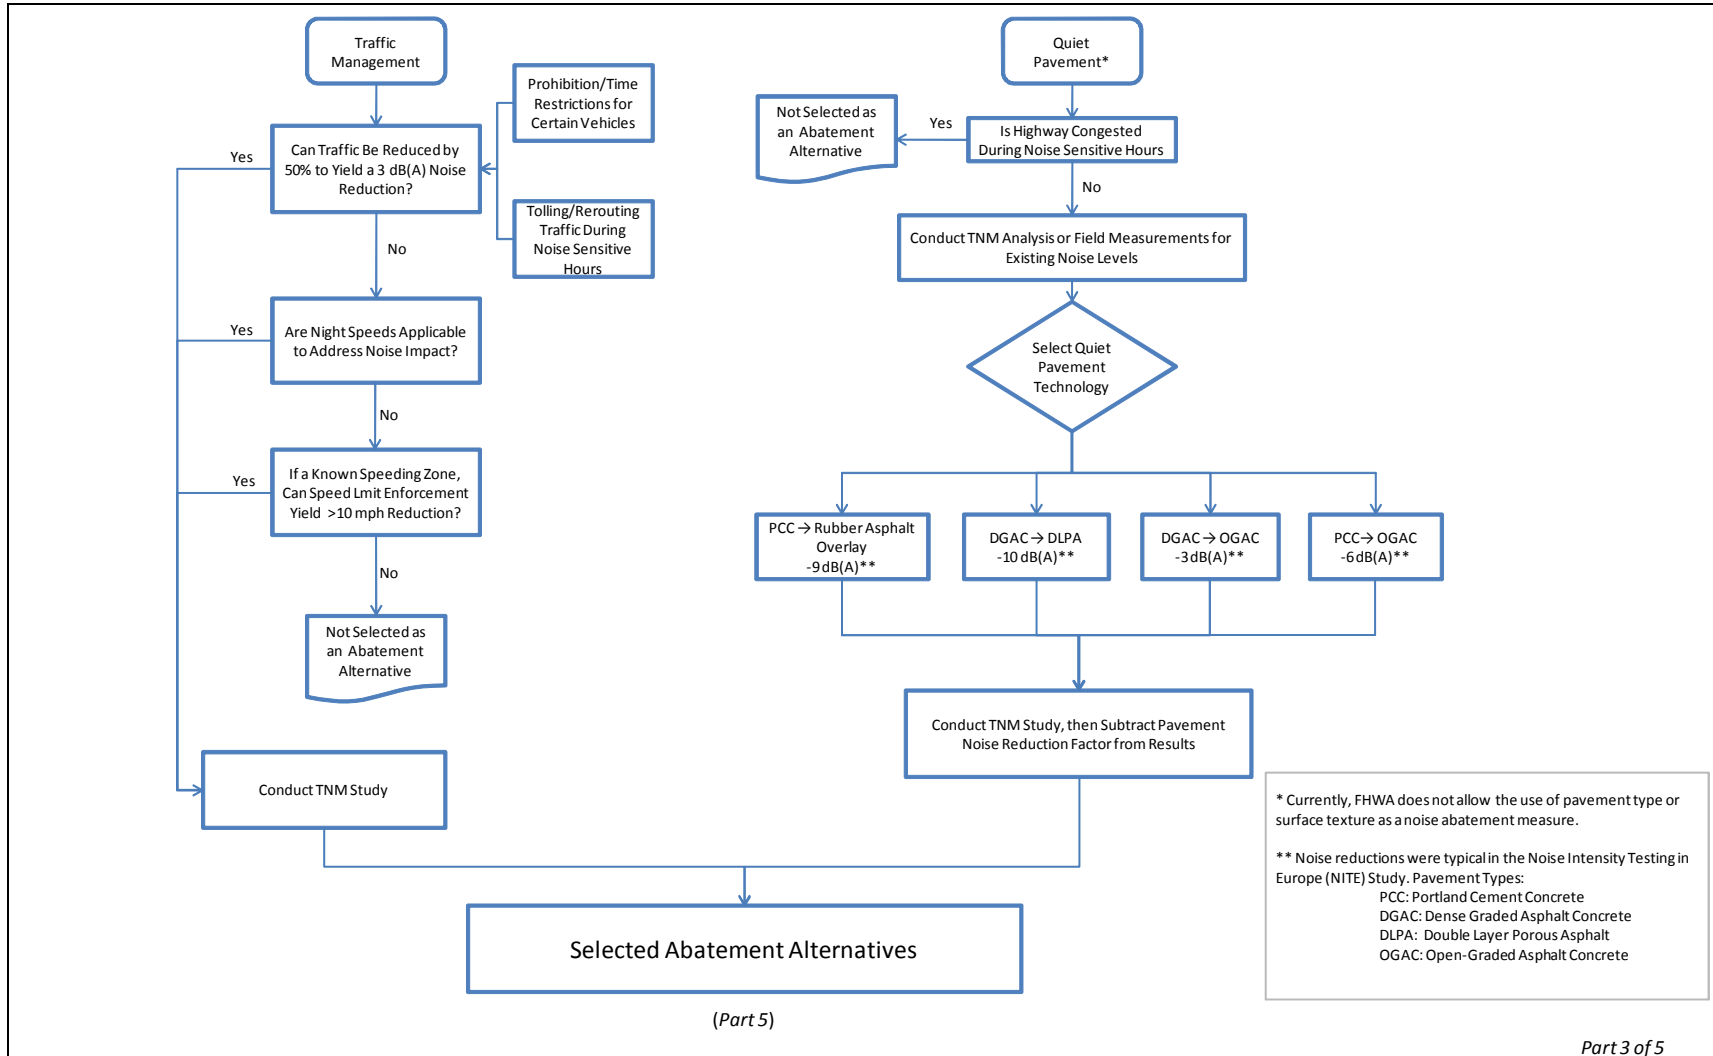 Traffic
Management
Prohibition/Time
Restrictions for
Certain Vehicles
Yes
Can Traffic Be Reduced by
50% to Yield a 3 dB(A) Noise
Reduction?
Tolling/Rerouting
Traffic During
Noise Sensitive
Hours
No
Yes
Are Night Speeds Applicable
to Address Noise Impact?
No
Yes
If a Known Speeding Zone,
Can Speed Lmit Enforcement
Yield >10 mph Reduction?
No
Not Selected as
an Abatement
Alternative
Conduct TNM Study
Quiet
Pavement*
Not Selected as
an Abatement
Alternative
Yes
Is Highway Congested
During Noise Sensitive Hours
No
Conduct TNM Analysis or Field Measurements for
Existing Noise Levels
Select Quiet
Pavement
Technology
PCC → Rubber Asphalt
Overlay
-9 dB(A)**
DGAC → DLPA
-10 dB(A)**
DGAC → OGAC
-3 dB(A)**
PCC → OGAC
-6 dB(A)**
Conduct TNM Study, then Subtract Pavement
Noise Reduction Factor from Results
* Currently, FHWA does not allow the use of pavement type or
surface texture as a noise abatement measure.
** Noise reductions were typical in the Noise Intensity Testing in
Europe (NITE) Study. Pavement Types:
PCC: Portland Cement Concrete
DGAC: Dense Graded Asphalt Concrete
DLPA: Double Layer Porous Asphalt
OGAC: Open-Graded Asphalt Concrete
Selected Abatement Alternatives
(Part 5)
Part 3 of 5